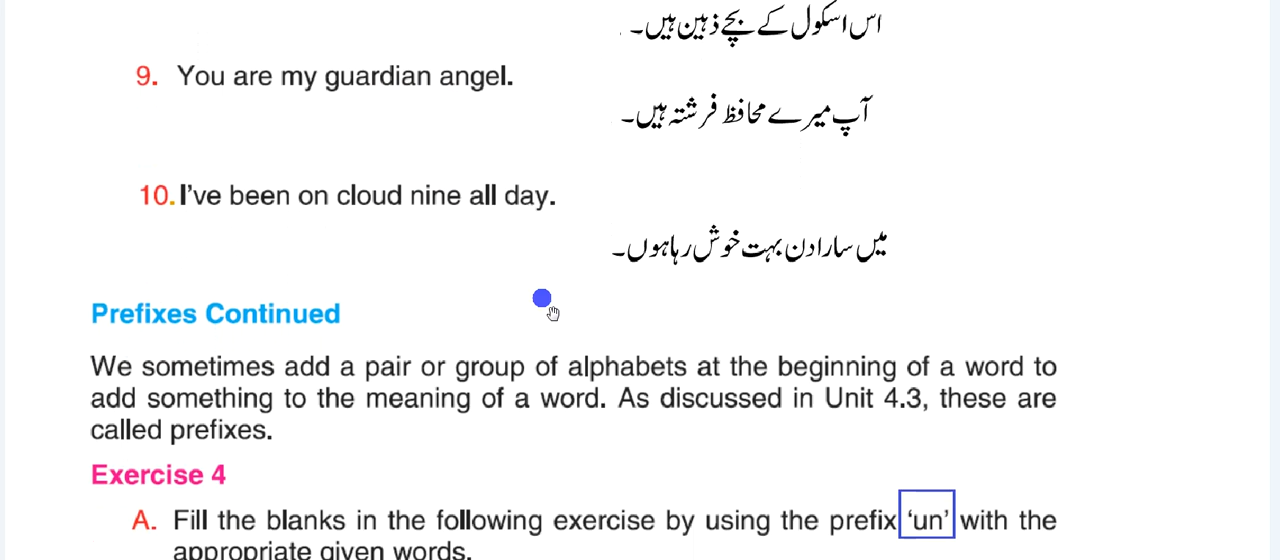 اس اسکول کے بچے ذہین ہیں۔
9. You are my guardian angel.
آپ میرے محافظ فرشتہ ہیں۔
10. I've been on cloud nine all day.
میں سارا دن بہت خوش رہا ہوں۔
Prefixes Continued
We sometimes add a pair or group of alphabets at the beginning of a word to
add something to the meaning of a word. As discussed in Unit 4.3, these are
called prefixes.
Exercise 4
A. Fill the blanks in the following exercise by using the prefix ‘un’ with the
appropriate given words.